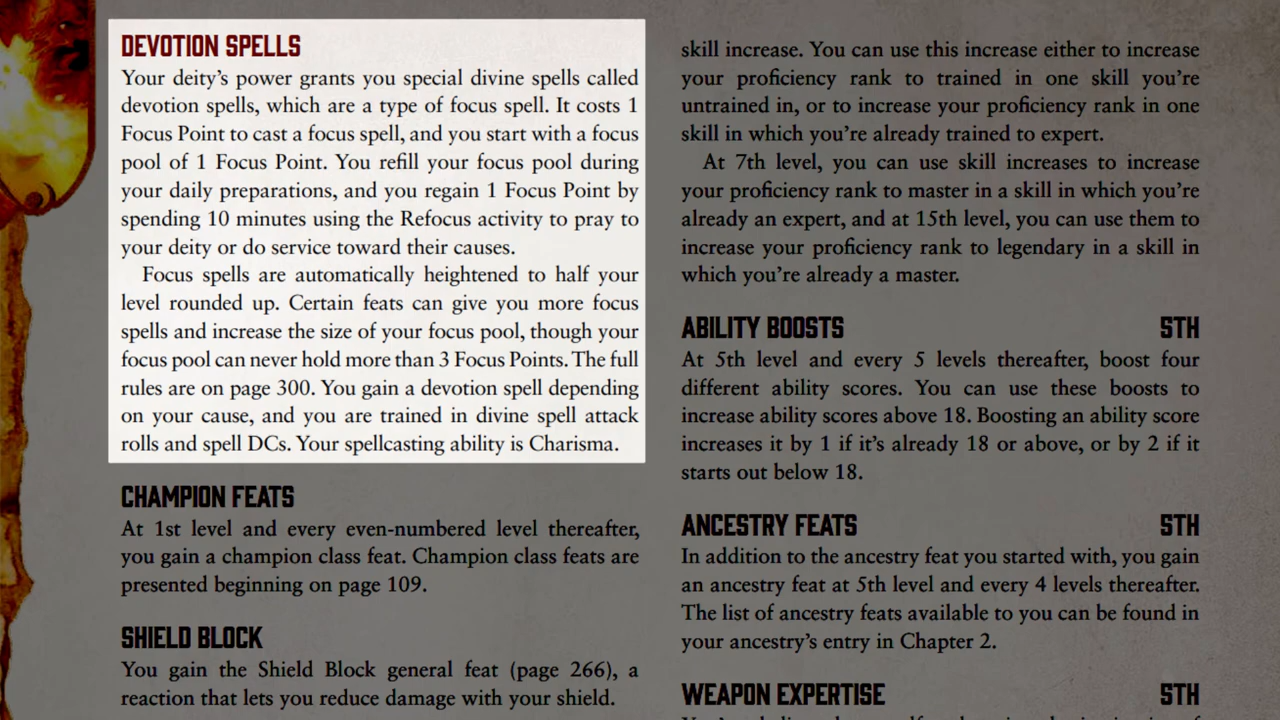 DEVOTION SPELLS
Your deity's power grants you special divine spells called
devotion spells, which are a type of focus spell. It costs 1
Focus Point to cast a focus spell, and you start with a focus
pool of 1 Focus Point. You refill your focus pool during
your daily preparations, and you regain 1 Focus Point by
spending 10 minutes using the Refocus activity to pray to
your deity or do service toward their causes.
Focus spells are automatically heightened to half your
level rounded up. Certain feats can give you more focus
spells and increase the size of your focus pool, though your
focus pool can never hold more than 3 Focus Points. The full
rules are on page 300. You gain a devotion spell depending
on your cause, and you are trained in divine spell attack
rolls and spell DCs. Your spellcasting ability is Charisma.
CHAMPION FEATS
At 1st level and every even-numbered level thereafter,
you gain a champion class feat. Champion class feats are
presented beginning on page 109.
SHIELD BLOCK
You gain the Shield Block general feat (page 266), a
reaction that lets you reduce damage with your shield.
skill increase. You can use this increase either to increase
your proficiency rank to trained in one skill you're
untrained in, or to increase your proficiency rank in one
skill in which you're already trained to expert.
At 7th level, you can use skill increases to increase
your proficiency rank to master in a skill in which you're
already an expert, and at 15th level, you can use them to
increase your proficiency rank to legendary in a skill in
which you're already a master.
ABILITY BOOSTS 5TH
At 5th level and every 5 levels thereafter, boost four
different ability scores. You can use these boosts to
increase ability scores above 18. Boosting an ability score
increases it by 1 if it's already 18 or above, or by 2 if it
starts out below 18.
ANCESTRY FEATS 5TH
In addition to the ancestry feat you started with, you gain
an ancestry feat at 5th level and every 4 levels thereafter.
The list of ancestry feats available to you can be found in
your ancestry's entry in Chapter 2.
WEAPON EXPERTISE 5TH